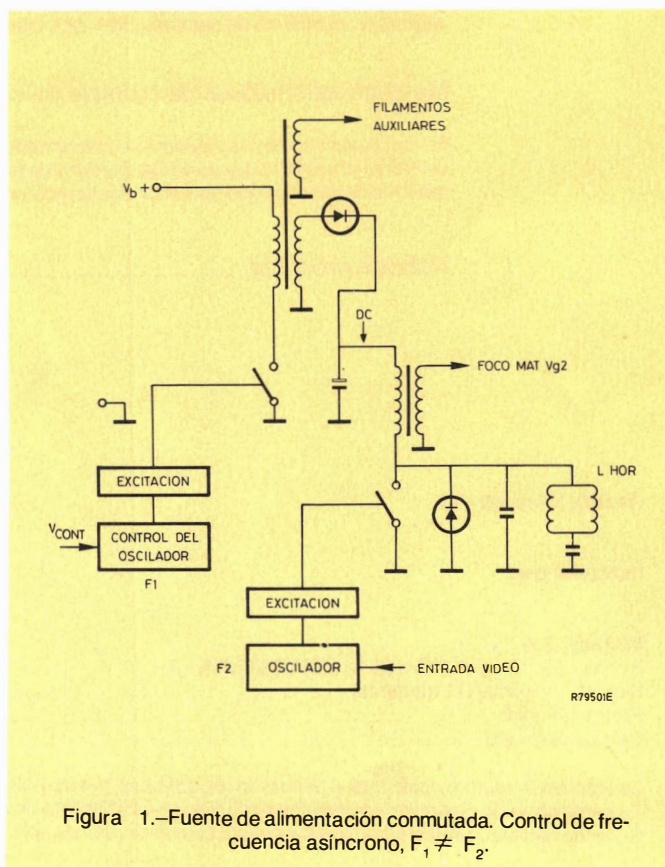 FILAMENTOS
AUXILIARES
Vb+
DC
FOCO MAT Vg2
L HOR
EXCITACION
VCONT
CONTROL DEL
OSCILADOR
F1
EXCITACION
F2
OSCILADOR
ENTRADA VIDEO
R79501E
Figura 1.–Fuente de alimentación conmutada. Control de fre-
cuencia asíncrono, F₁ ≠ F₂.